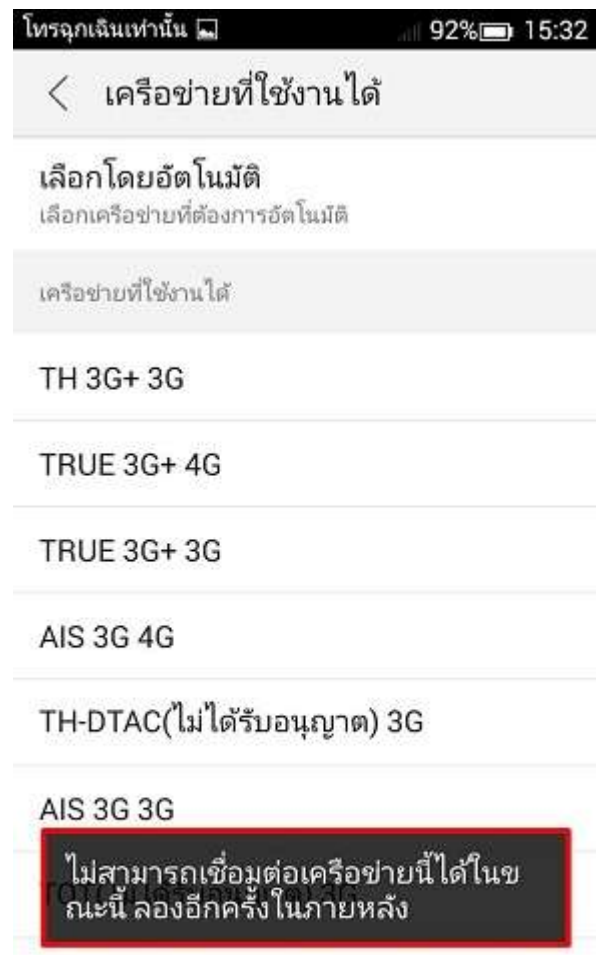 โทรฉุกเฉินเท่านั้น 92% 15:32
เครือข่ายที่ใช้งานได้
เลือกโดยอัตโนมัติ
เลือกเครือข่ายที่ต้องการอัตโนมัติ
เครือข่ายที่ใช้งานได้
TH 3G+ 3G
TRUE 3G+ 4G
TRUE 3G+ 3G
AIS 3G 4G
TH-DTAC(ไม่ได้รับอนุญาต) 3G
AIS 3G 3G
ไม่สามารถเชื่อมต่อเครือข่ายนี้ได้ในข
ณะนี้ ลองอีกครั้งในภายหลัง